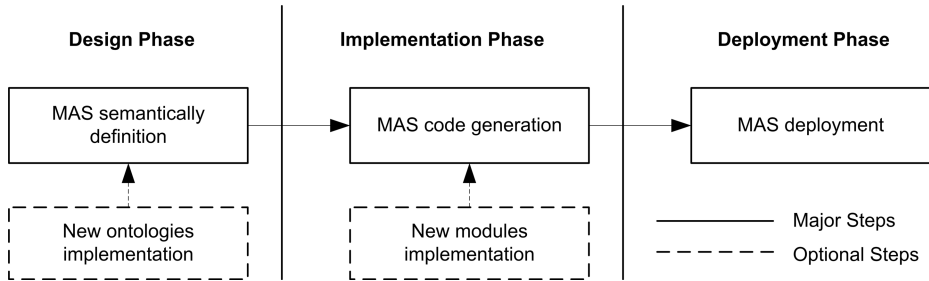 Design Phase
Implementation Phase
Deployment Phase
MAS semantically
definition
MAS code generation
MAS deployment
New ontologies
implementation
New modules
implementation
Major Steps
Optional Steps